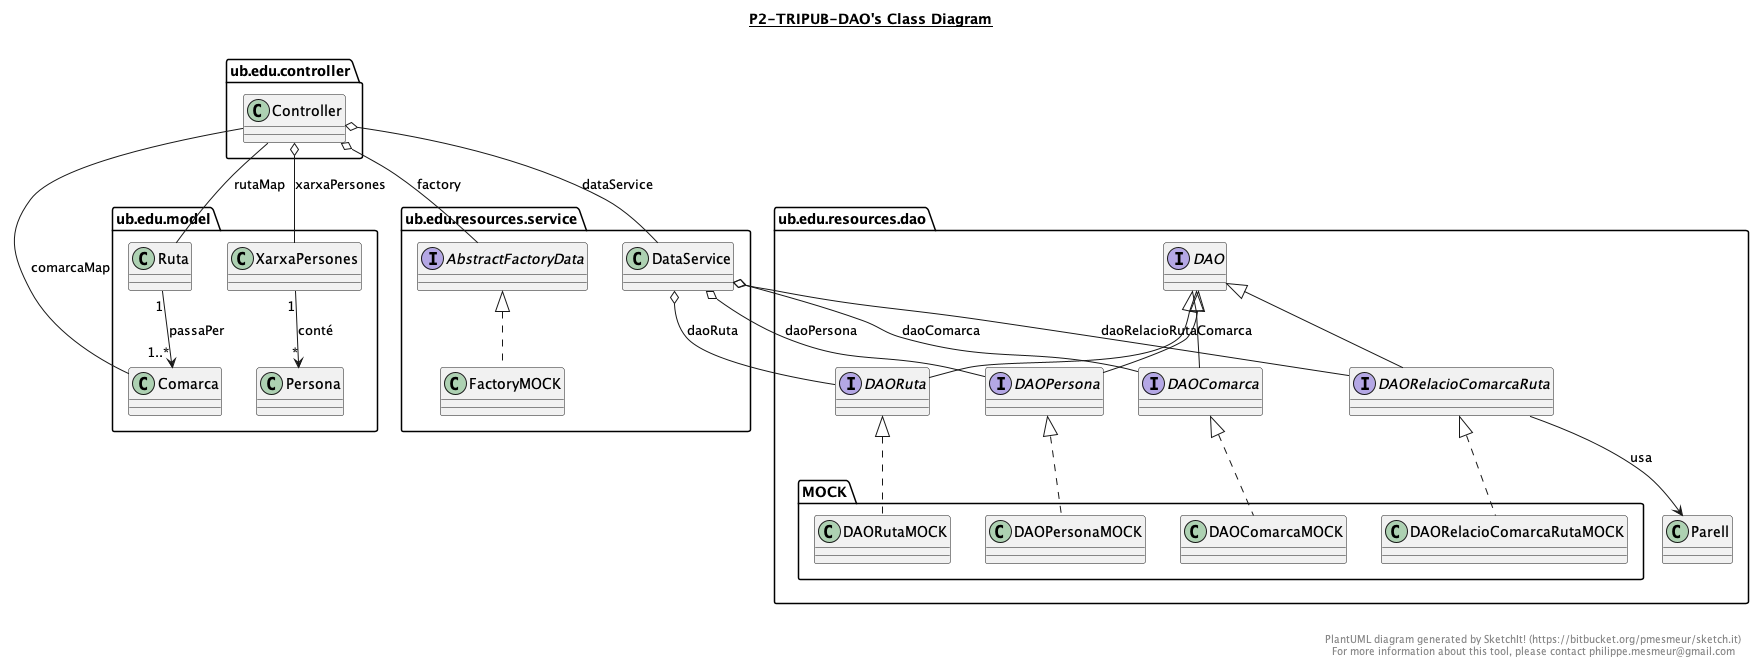 P2-TRIPUB-DAO's Class Diagram
ub.edu.controller
C Controller
rutaMap
xarxaPersones
factory
dataService
ub.edu.model
ub.edu.resources.service
ub.edu.resources.dao
C Ruta
C XarxaPersones
I AbstractFactoryData
C DataService
I DAO
comarcaMap
1
passaPer
1..*
1
conté
*
daoRuta
daoPersona
daoComarca
daoRelacioRutaComarca
C Comarca
C Persona
C FactoryMOCK
I DAORuta
I DAOPersona
I DAOComarca
I DAORelacioComarcaRuta
usa
MOCK
C DAORutaMOCK
C DAOPersonaMOCK
C DAOComarcaMOCK
C DAORelacioComarcaRutaMOCK
C Parell
PlantUML diagram generated by SketchIt! (https://bitbucket.org/pmesmeur/sketch.it)
For more information about this tool, please contact philippe.mesmeur@gmail.com